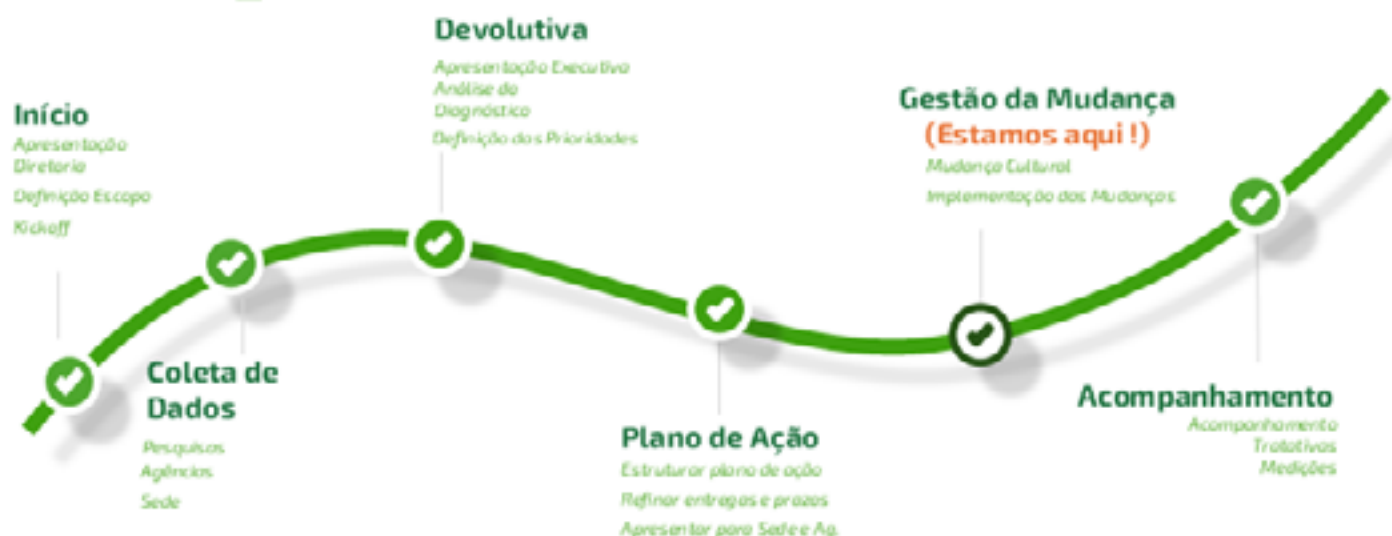 Início
Apresentação
Diretoria
Definição Escopo
Kickoff
Coleta de
Dados
Pesquisas
Agências
Sede
Devolutiva
Apresentação Executiva
Análise do
Diagnóstico
Definição das Prioridades
Plano de Ação
Estruturar plano de ação
Refinar entregas e prazos
Apresentar para Sede e Ag.
Gestão da Mudança
(Estamos aqui !)
Mudança Cultural
Implementação das Mudanças
Acompanhamento
Acompanhamento
Tratativas
Medições